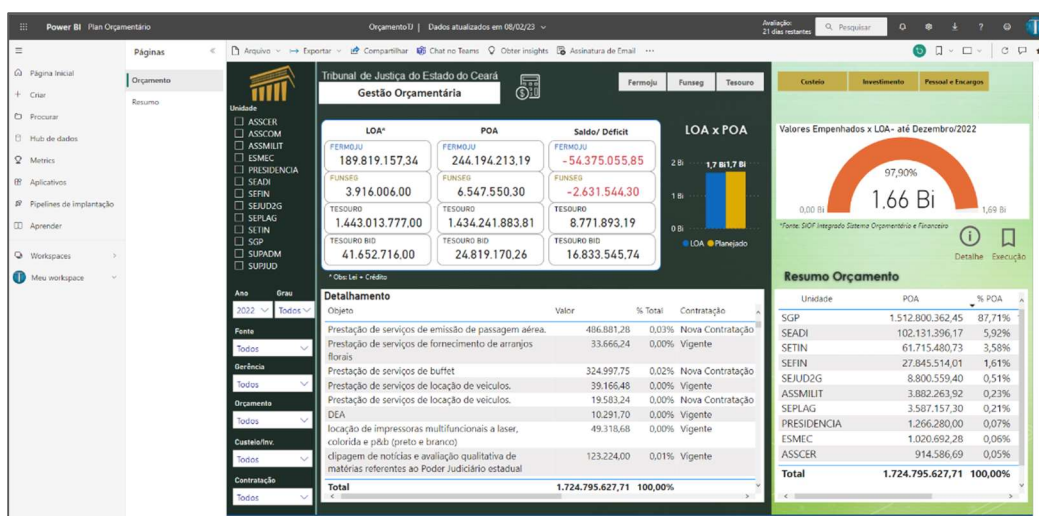 Power BI Plan Orçamentário
Dados atualizados em 08/02/23
Avaliação:
21 dias restantes
Pesquisar
Página Inicial
Criar
Procurar
Hub de dados
Metrics
Aplicativos
Pipelines de implantação
Aprender
Workspaces
Meu workspace
Páginas
Orçamento
Resumo
Arquivo Exportar Compartilhar Chat no Teams Obter insights Assinatura de Email
Unidade
ASSCER
ASSCOM
ASSMILIT
ESMEC
PRESIDENCIA
SEADI
SEFIN
SEJUD2G
SEPLAG
SETIN
SGP
SUPADM
SUPJUD
Ano Grau
2022 Todos
Fonte
Todos
Gerência
Todos
Orçamento
Todos
Custeio/Inv.
Todos
Contratação
Todos
Tribunal de Justiça do Estado do Ceará
Gestão Orçamentária
Fermoju Funseg Tesouro
LOA* POA Saldo/ Déficit
FERMOJU FERMOJU FERMOJU
189.819.157,34 244.194.213,19 -54.375.055,85
FUNSEG FUNSEG FUNSEG
3.916.006,00 6.547.550,30 -2.631.544,30
TESOURO TESOURO TESOURO
1.443.013.777,00 1.434.241.883,81 8.771.893,19
TESOURO BID TESOURO BID TESOURO BID
41.652.716,00 24.819.170,26 16.833.545,74
* Obs: Lei + Crédito
LOA x POA
2 Bi
1,7 Bi 1,7 Bi
1 Bi
0 Bi
LOA Planejado
Detalhamento
Objeto Valor % Total Contratação
Prestação de serviços de emissão de passagem aérea. 486.881,28 0,03% Nova Contratação
Prestação de serviços de fornecimento de arranjos 33.666,24 0,00% Vigente
florais
Prestação de serviços de buffet 324.997,75 0,02% Nova Contratação
Prestação de serviços de locação de veiculos. 39.166,48 0,00% Vigente
Prestação de serviços de locação de veiculos. 19.583,24 0,00% Nova Contratação
DEA 10.291,70 0,00% Vigente
locação de impressoras multifuncionais a laser, 49.318,68 0,00% Vigente
colorida e p&b (preto e branco)
clipagem de notícias e avaliação qualitativa de 123.224,00 0,01% Vigente
matérias referentes ao Poder Judiciário estadual
Total 1.724.795.627,71 100,00%
Custeio Investimento Pessoal e Encargos
Valores Empenhados x LOA- até Dezembro/2022
97,90%
1,66 Bi
0,00 Bi 1,69 Bi
*Fonte: SIOF Integrado Sistema Orçamentário e Financeiro
Detalhe Execução
Resumo Orçamento
Unidade POA % POA
SGP 1.512.800.362,45 87,71%
SEADI 102.131.396,17 5,92%
SETIN 61.715.480,73 3,58%
SEFIN 27.845.514,01 1,61%
SEJUD2G 8.800.559,40 0,51%
ASSMILIT 3.882.263,92 0,23%
SEPLAG 3.587.157,30 0,21%
PRESIDENCIA 1.266.280,00 0,07%
ESMEC 1.020.692,28 0,06%
ASSCER 914.586,69 0,05%
Total 1.724.795.627,71 100,00%